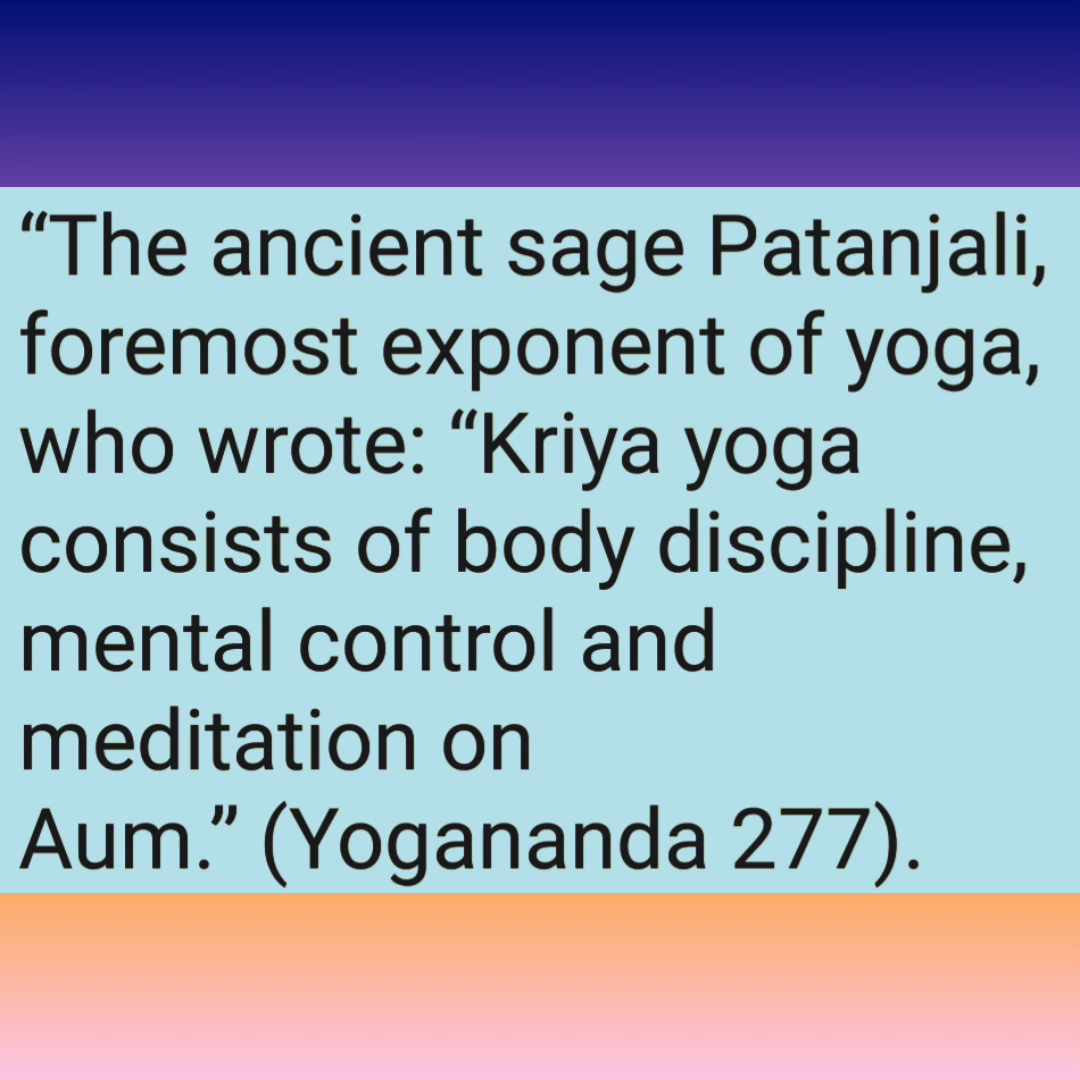 “The ancient sage Patanjali,
foremost exponent of yoga,
who wrote: “Kriya yoga
consists of body discipline,
mental control and
meditation on
Aum.” (Yogananda 277).